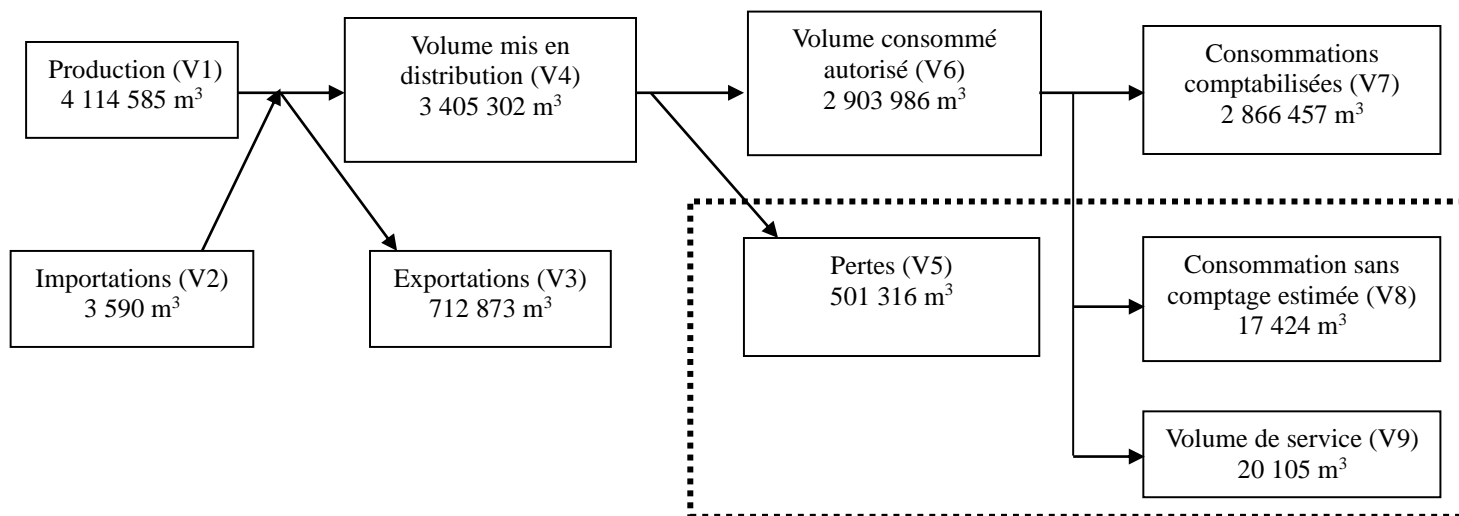 Production (V1)
4 114 585 m³
Volume mis en
distribution (V4)
3 405 302 m³
Volume consommé
autorisé (V6)
2 903 986 m³
Consommations
comptabilisées (V7)
2 866 457 m³
Importations (V2)
3 590 m³
Exportations (V3)
712 873 m³
Pertes (V5)
501 316 m³
Consommation sans
comptage estimée (V8)
17 424 m³
Volume de service (V9)
20 105 m³